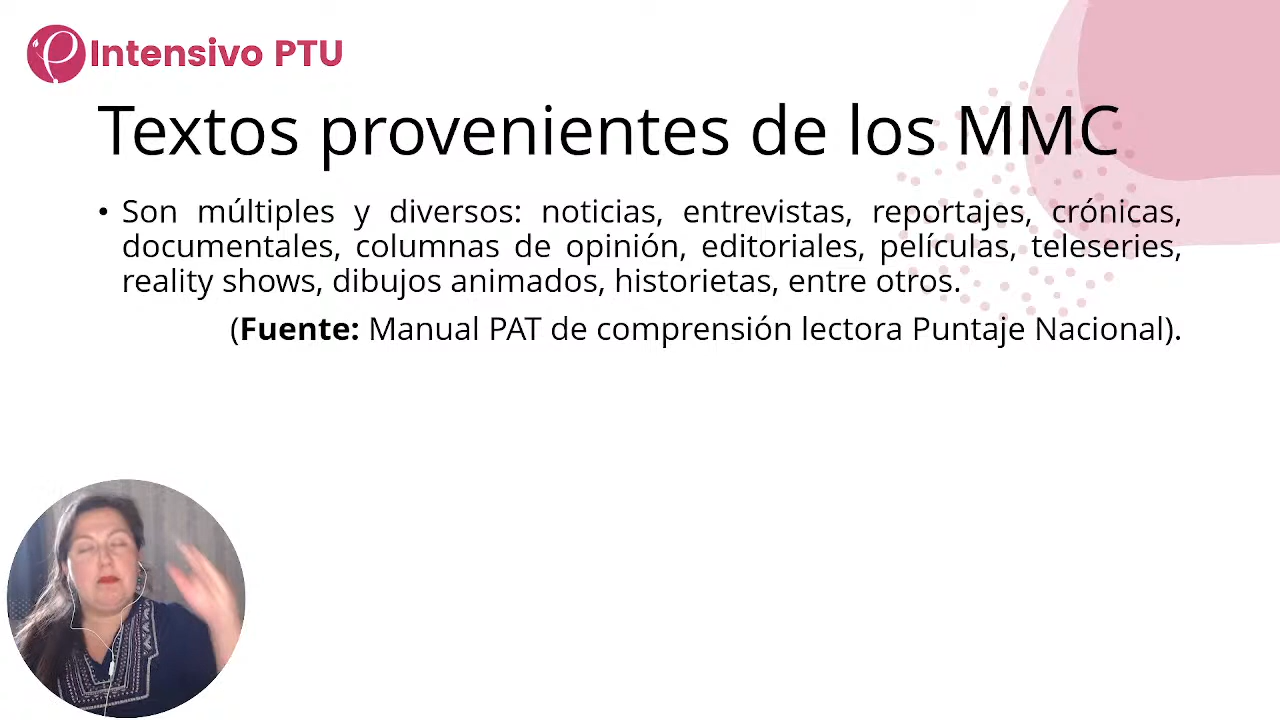 Intensivo PTU
Textos provenientes de los MMC
• Son múltiples y diversos: noticias, entrevistas, reportajes, crónicas,
documentales, columnas de opinión, editoriales, películas, teleseries,
reality shows, dibujos animados, historietas, entre otros.
(Fuente: Manual PAT de comprensión lectora Puntaje Nacional).